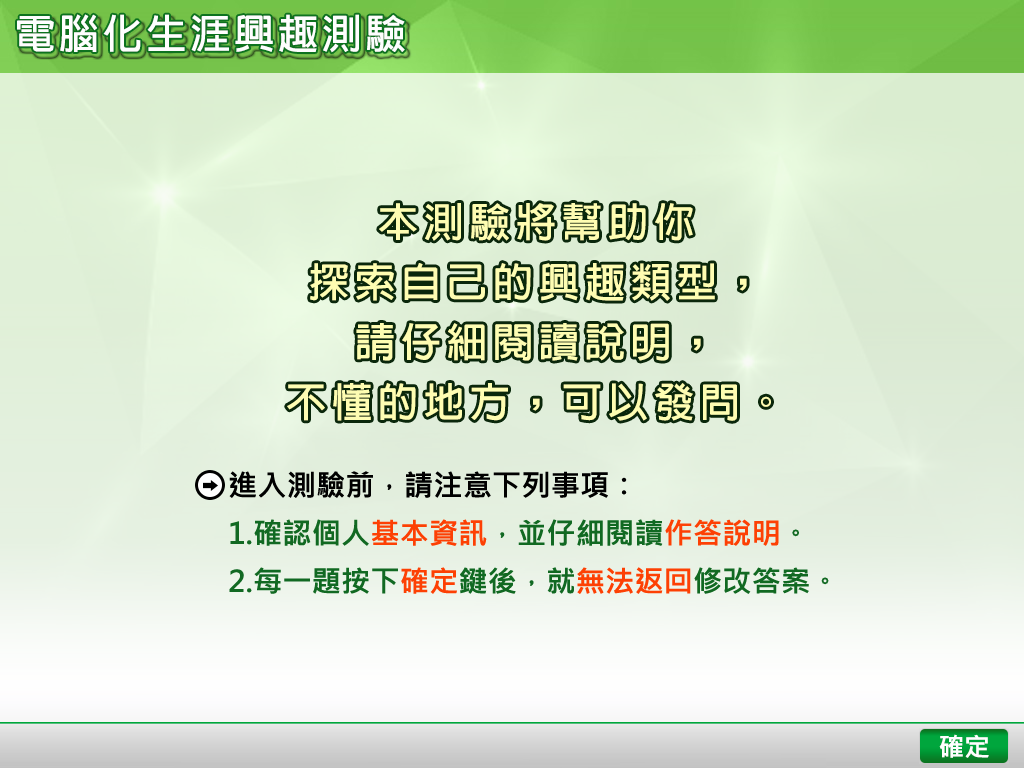 電腦化生涯興趣測驗
本測驗將幫助你
探索自己的興趣類型，
請仔細閱讀說明，
不懂的地方，可以發問。
進入測驗前，請注意下列事項：
1.確認個人基本資訊，並仔細閱讀作答說明。
2.每一題按下確定鍵後，就無法返回修改答案。
確定